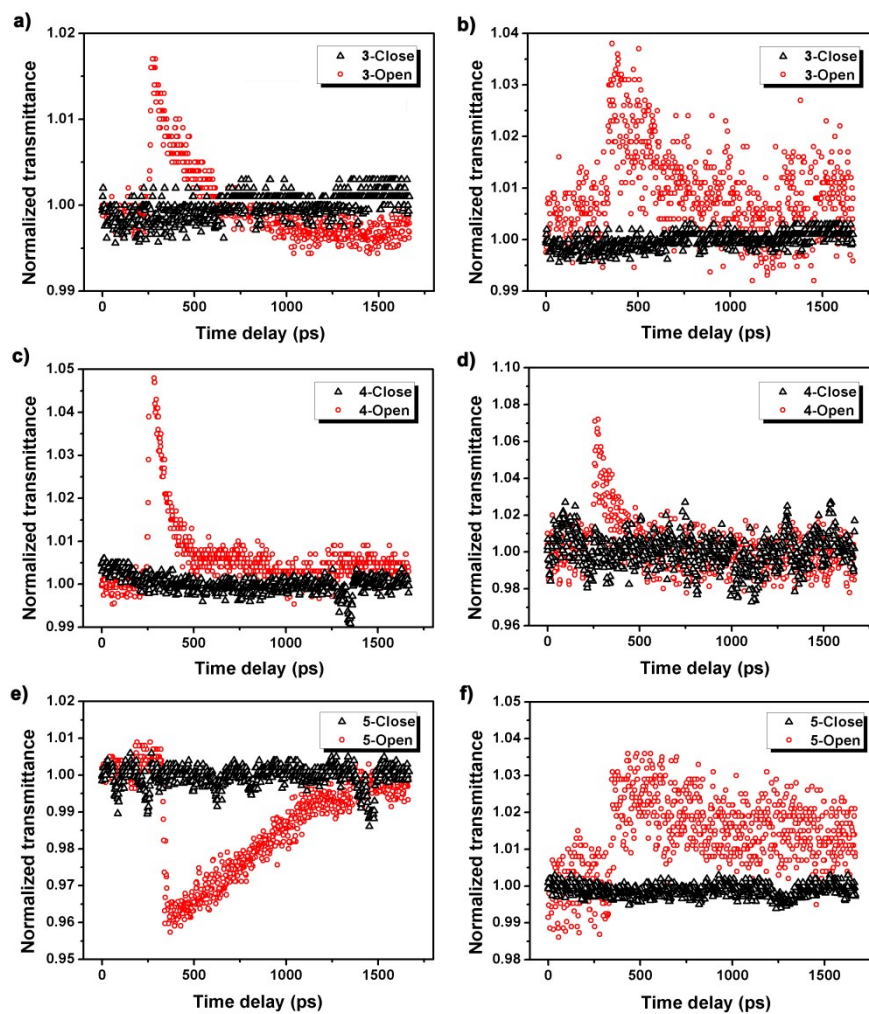 a)
1.02
1.01
1.00
0.99
Normalized transmittance
3-Close
3-Open
0 500 1000 1500
Time delay (ps)
b)
1.04
1.03
1.02
1.01
1.00
0.99
Normalized transmittance
3-Close
3-Open
0 500 1000 1500
Time delay (ps)
c)
1.05
1.04
1.03
1.02
1.01
1.00
0.99
Normalized transmittance
4-Close
4-Open
0 500 1000 1500
Time delay (ps)
d)
1.10
1.08
1.06
1.04
1.02
1.00
0.98
0.96
Normalized transmittance
4-Close
4-Open
0 500 1000 1500
Time delay (ps)
e)
1.02
1.01
1.00
0.99
0.98
0.97
0.96
0.95
Normalized transmittance
5-Close
5-Open
0 500 1000 1500
Time delay (ps)
f)
1.05
1.04
1.03
1.02
1.01
1.00
0.99
0.98
Normalized transmittance
5-Close
5-Open
0 500 1000 1500
Time delay (ps)